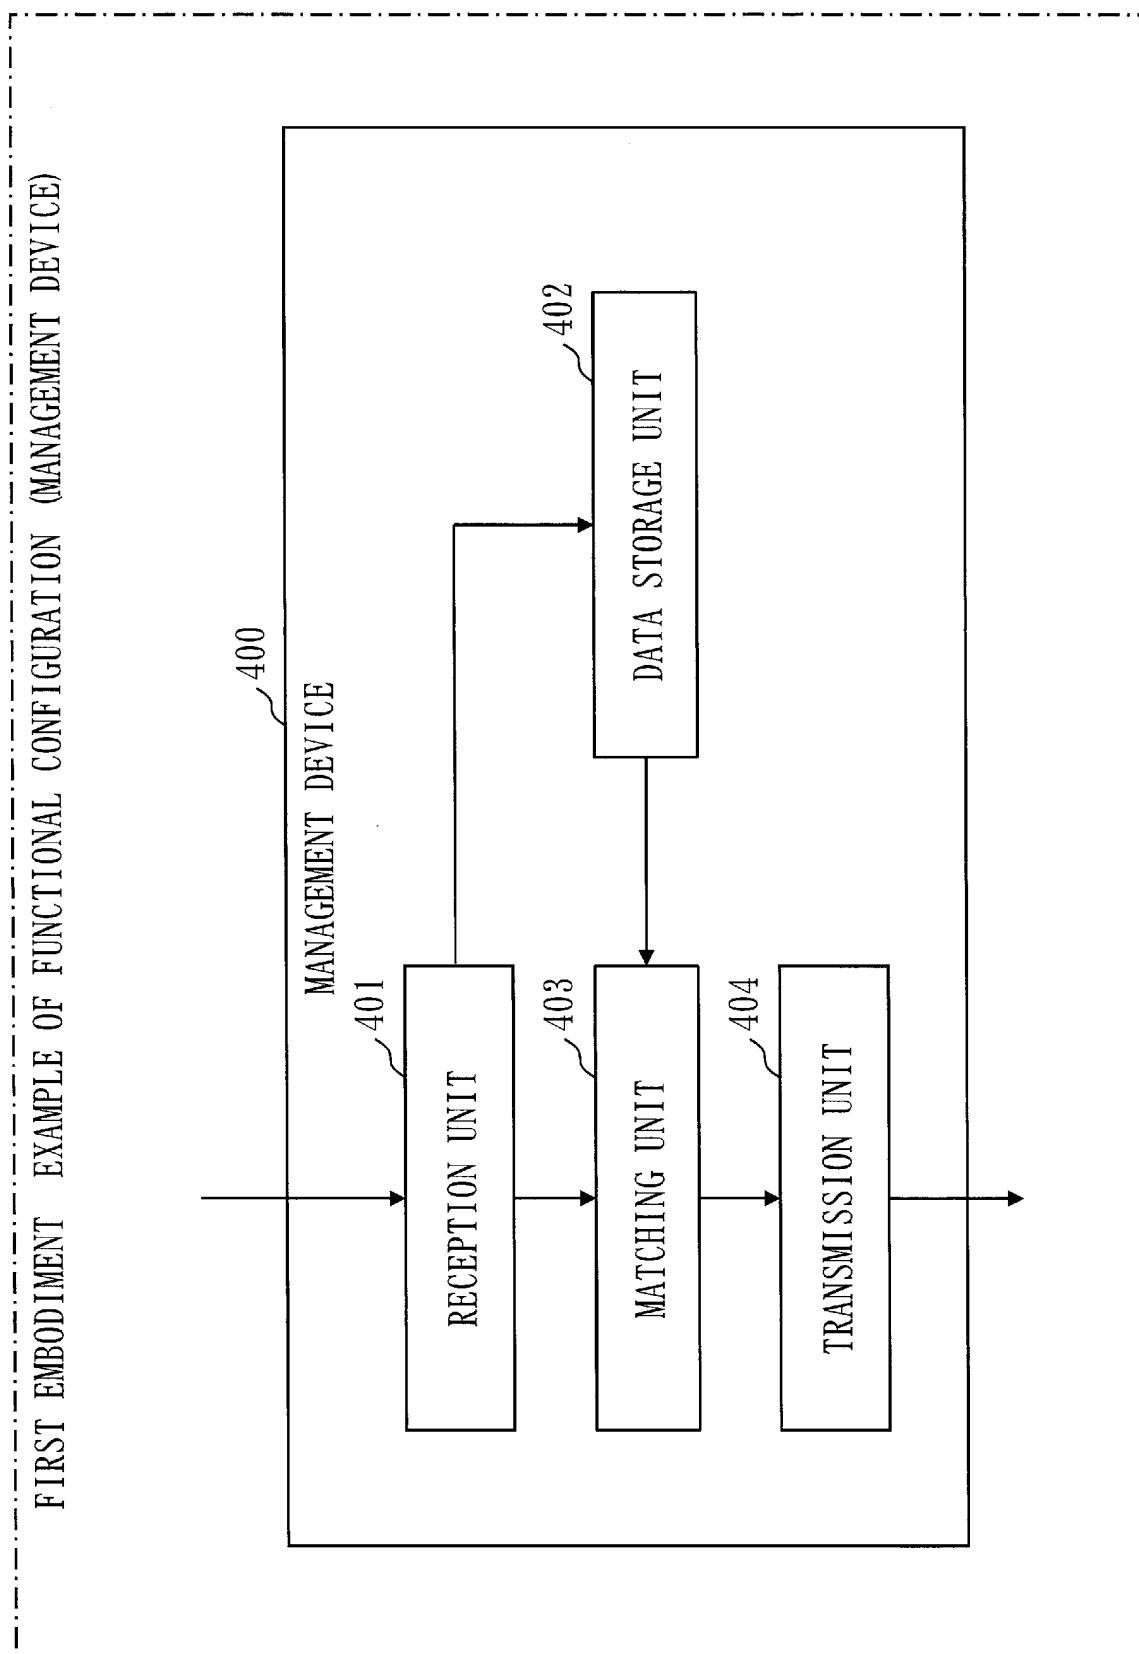 FIRST EMBODIMENT EXAMPLE OF FUNCTIONAL CONFIGURATION (MANAGEMENT DEVICE)
400
MANAGEMENT DEVICE
401
RECEPTION UNIT
402
DATA STORAGE UNIT
403
MATCHING UNIT
404
TRANSMISSION UNIT